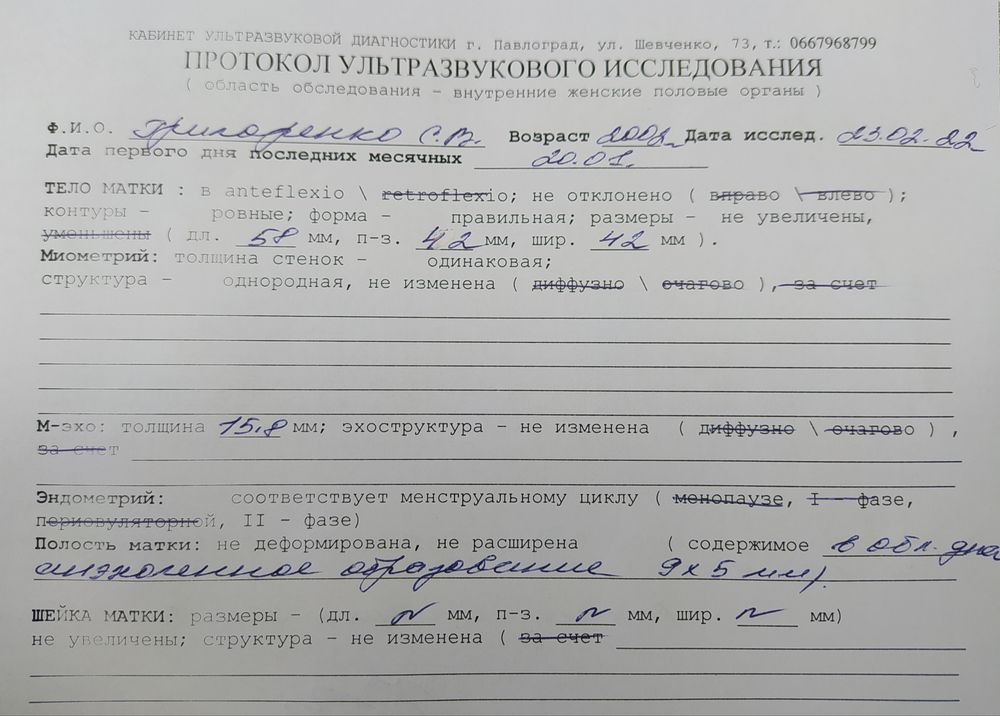 КАБИНЕТ УЛЬТРАЗВУКОВОЙ ДИАГНОСТИКИ г. Павлоград, ул. Шевченко, 73, т.: 0667968799
ПРОТОКОЛ УЛЬТРАЗВУКОВОГО ИССЛЕДОВАНИЯ
( область обследования - внутренние женские половые органы )
Ф.И.О. Григоренко С.В. Возраст 2002 Дата исслед. 23.02.22
Дата первого дня последних месячных 20.01.
ТЕЛО МАТКИ : в anteflexio \ retroflexio; не отклонено ( вправо \ влево );
контуры - ровные; форма - правильная; размеры - не увеличены,
уменьшены ( дл. 58 мм, п-з. 42 мм, шир. 42 мм ).
Миометрий: толщина стенок - одинаковая;
структура - однородная, не изменена ( диффузно \ очагово ), за счет
М-эхо: толщина 15.8 мм; эхоструктура - не изменена ( диффузно \ очагово ) ,
за счет
Эндометрий: соответствует менструальному циклу ( менопаузе, I - фазе,
периовуляторной, II - фазе)
Полость матки: не деформирована, не расширена ( содержимое в обл. дна
анэхогенное образование 9х5 мм).
ШЕЙКА МАТКИ: размеры - (дл. N мм, п-з. N мм, шир. N мм)
не увеличены; структура - не изменена ( за счет